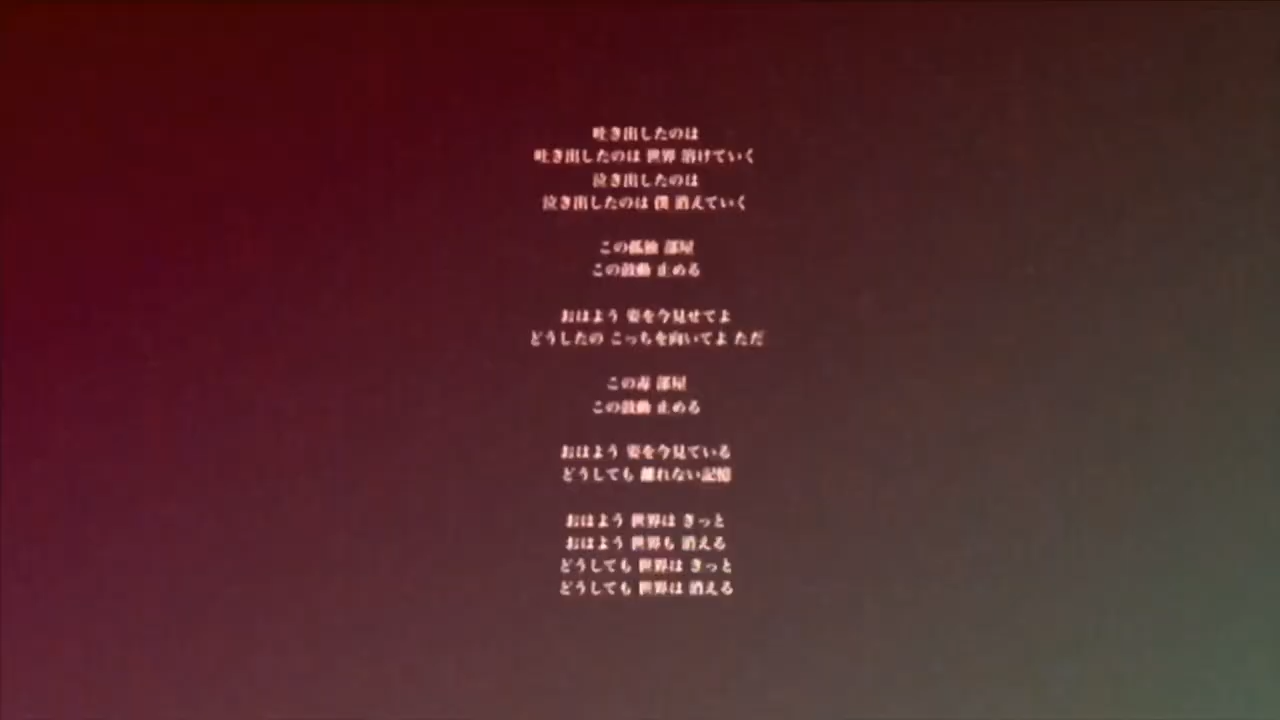 吐き出したのは
吐き出したのは 世界 溶けていく
泣き出したのは
泣き出したのは 僕 消えていく
この孤独 部屋
この鼓動 止める
おはよう 姿を今見せてよ
どうしたの こっちを向いてよ ただ
この毒 部屋
この鼓動 止める
おはよう 姿を今見ている
どうしても 離れない記憶
おはよう 世界は きっと
おはよう 世界も 消える
どうしても 世界は きっと
どうしても 世界は 消える